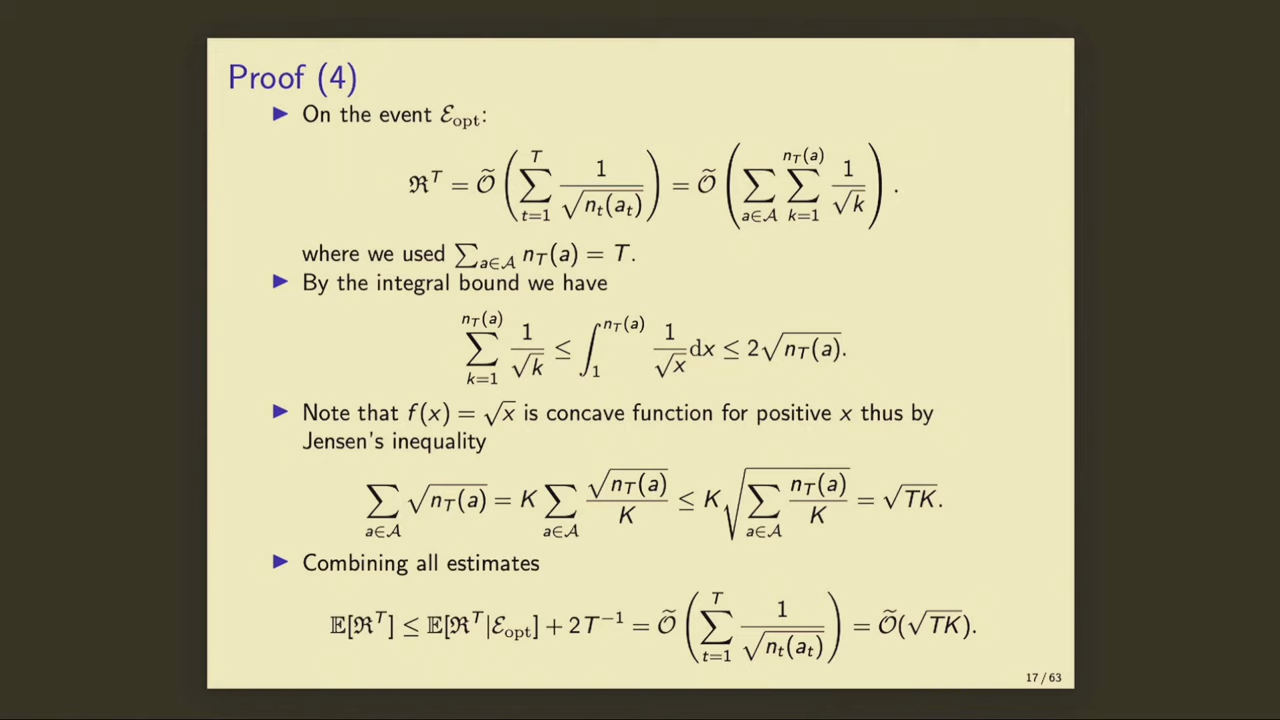 Proof (4)
▶ On the event ℰ_opt:
ℜ^T = Õ ( ∑_{t=1}^{T} 1/√(n_t(a_t)) ) = Õ ( ∑_{a∈𝒜} ∑_{k=1}^{n_T(a)} 1/√k ) .
where we used ∑_{a∈𝒜} n_T(a) = T.
▶ By the integral bound we have
∑_{k=1}^{n_T(a)} 1/√k ≤ ∫_1^{n_T(a)} 1/√x dx ≤ 2√(n_T(a)).
▶ Note that f(x) = √x is concave function for positive x thus by
Jensen's inequality
∑_{a∈𝒜} √(n_T(a)) = K ∑_{a∈𝒜} √(n_T(a))/K ≤ K √(∑_{a∈𝒜} n_T(a)/K) = √(TK).
▶ Combining all estimates
𝔼[ℜ^T] ≤ 𝔼[ℜ^T|ℰ_opt] + 2T^{-1} = Õ ( ∑_{t=1}^{T} 1/√(n_t(a_t)) ) = Õ(√(TK)).
17 / 63